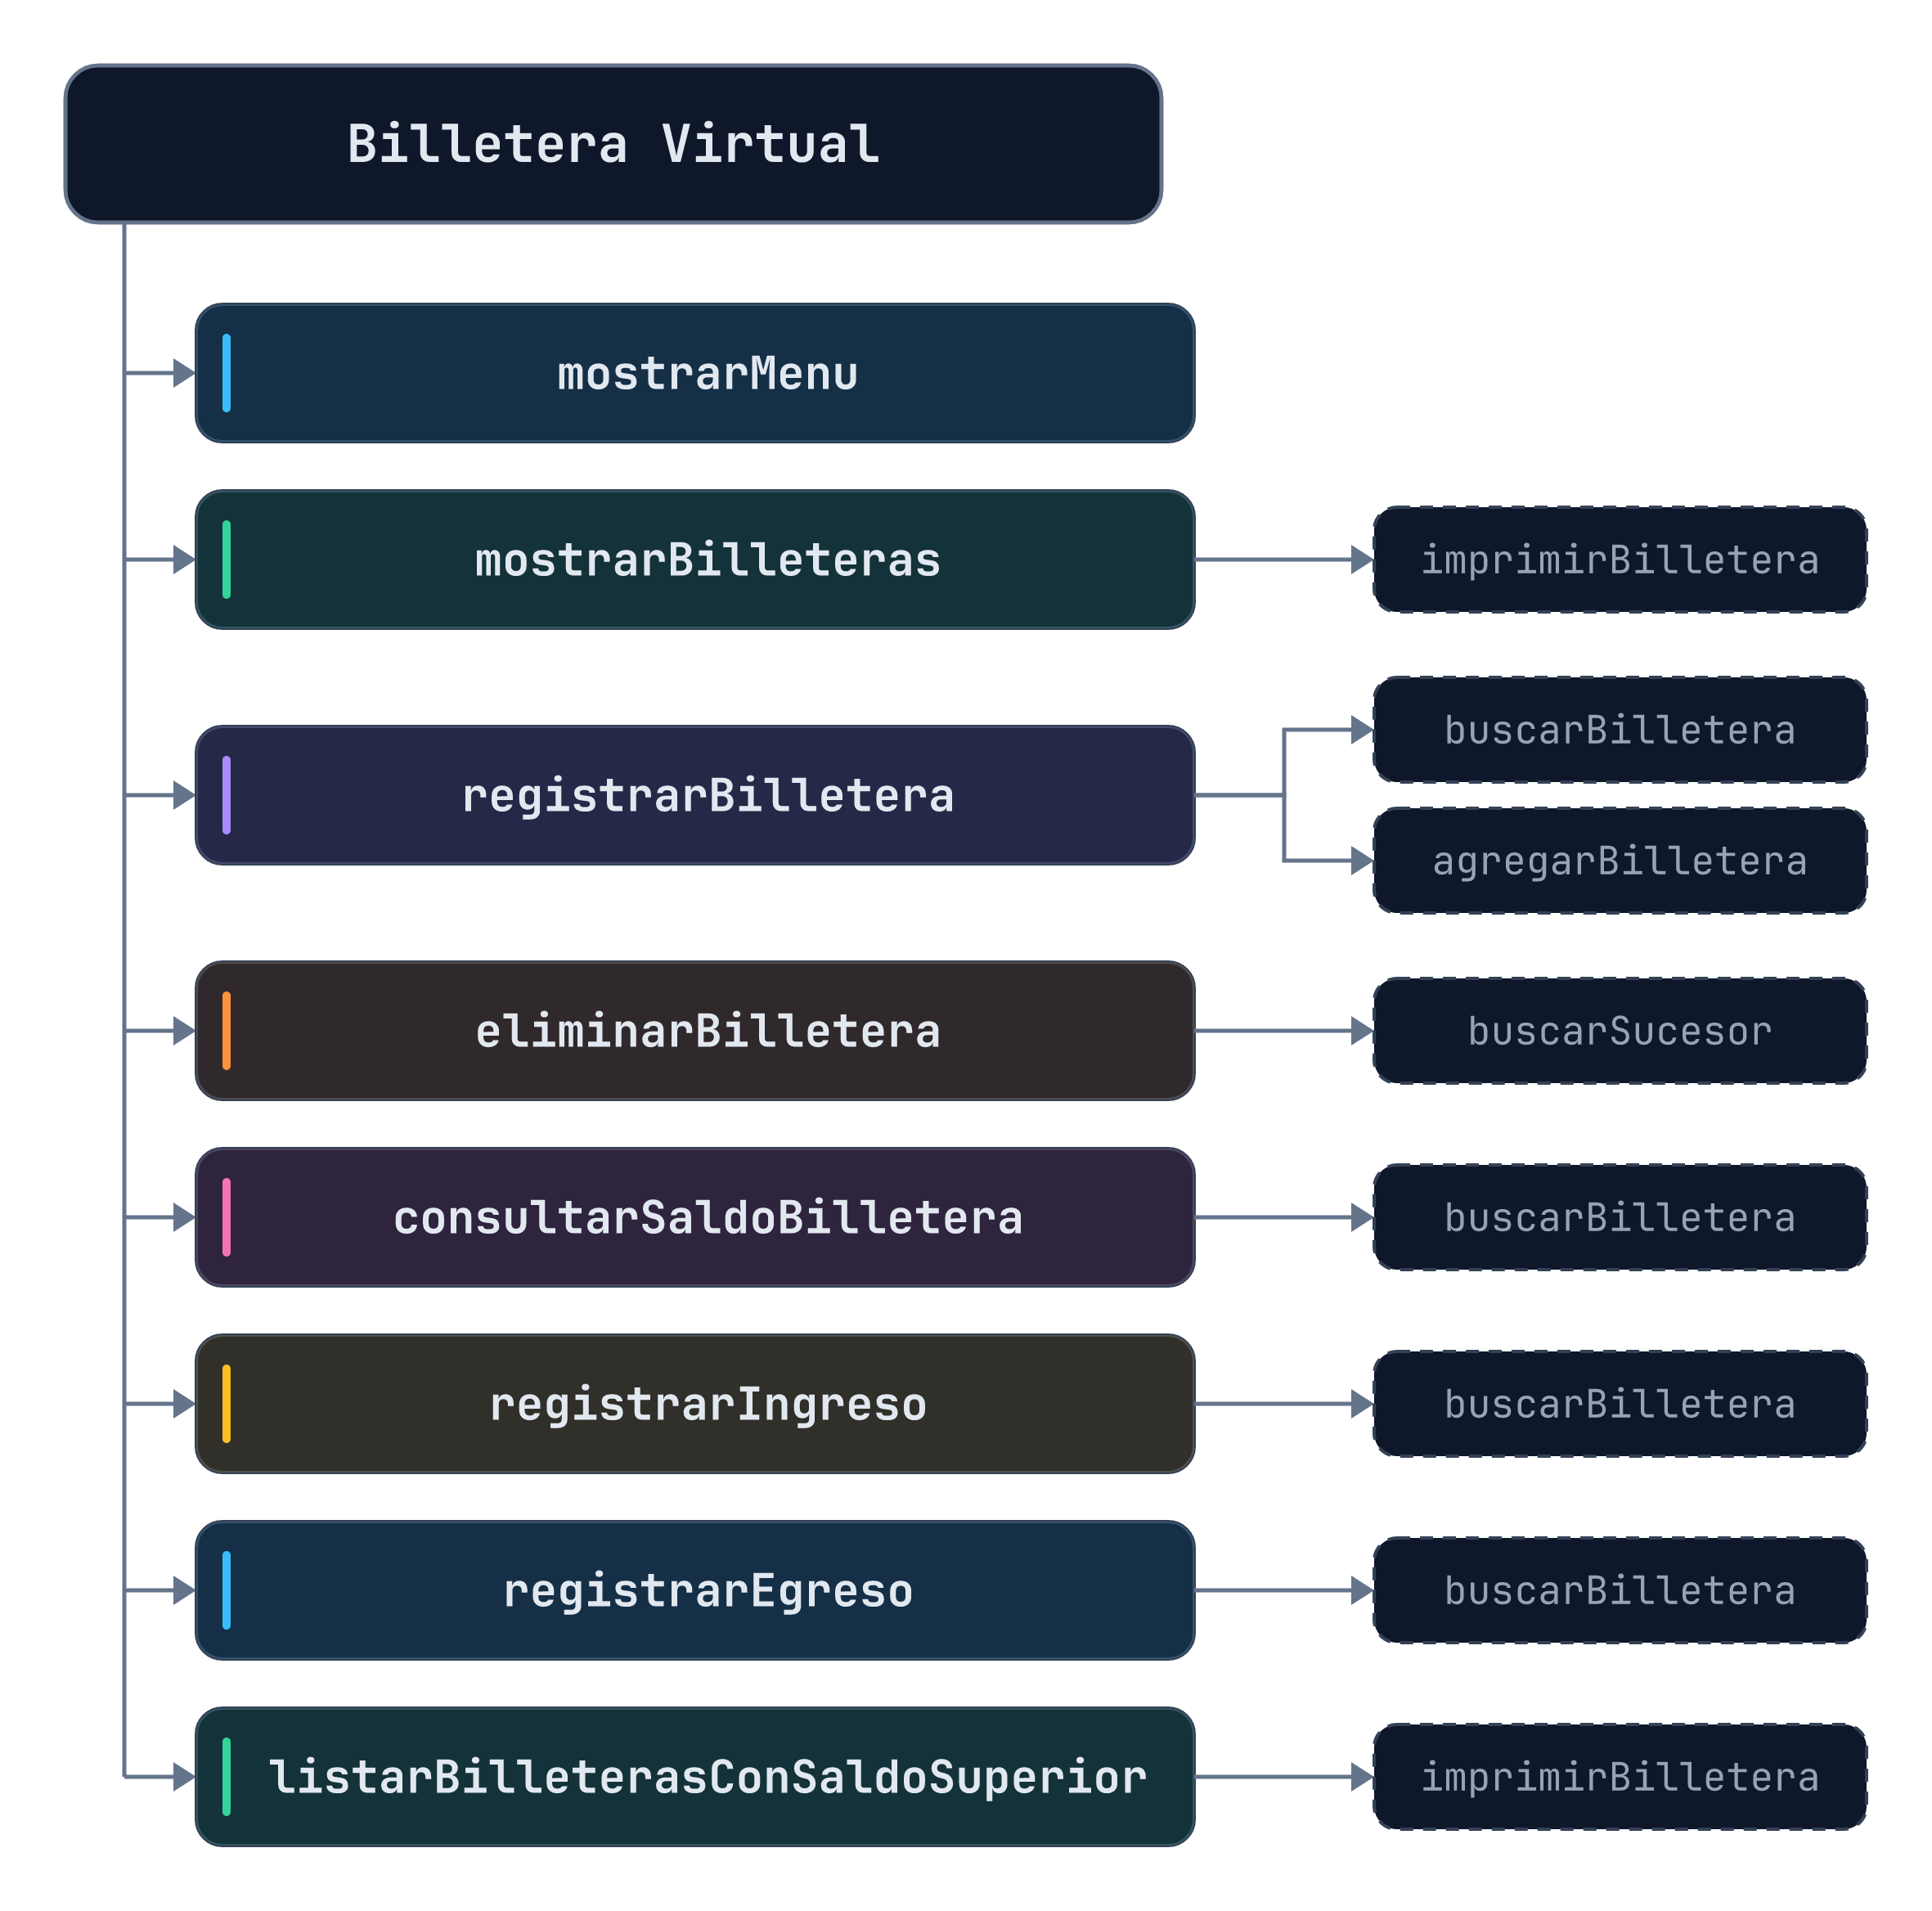 Billetera Virtual
mostrarMenu
mostrarBilleteras
imprimirBilletera
registrarBilletera
buscarBilletera
agregarBilletera
eliminarBilletera
buscarSucesor
consultarSaldoBilletera
buscarBilletera
registrarIngreso
buscarBilletera
registrarEgreso
buscarBilletera
listarBilleterasConSaldoSuperior
imprimirBilletera